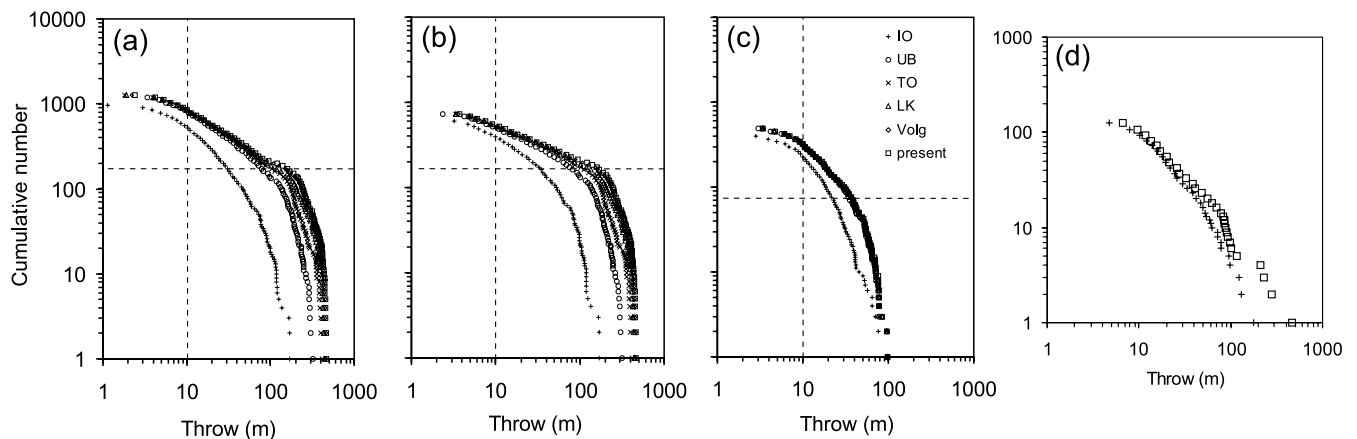 (a)
(b)
(c)
(d)
Cumulative number
10000
1000
100
10
1
1 10 100 1000
Throw (m)
1 10 100 1000
Throw (m)
IO
UB
TO
LK
Volg
present
1 10 100 1000
Throw (m)
1000
100
10
1
1 10 100 1000
Throw (m)